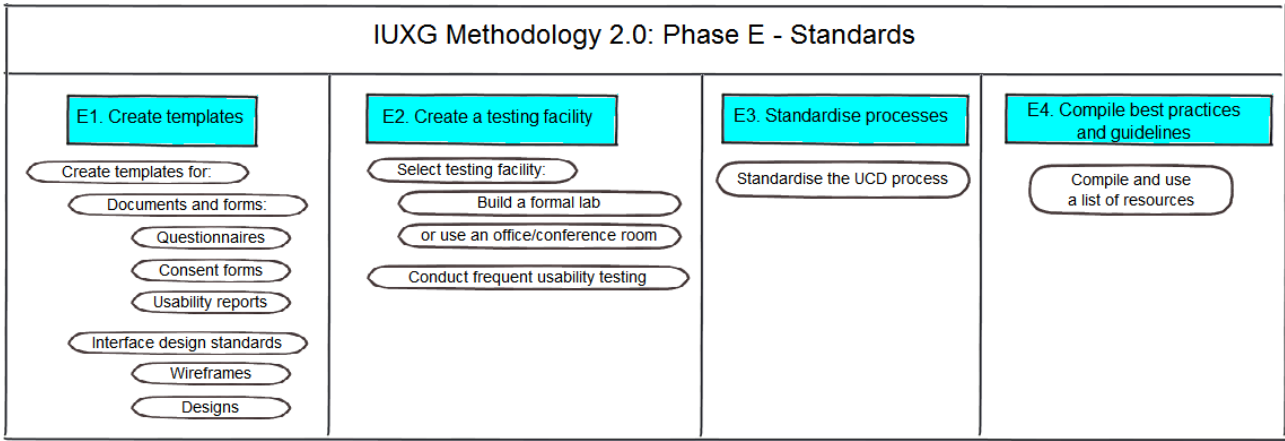 IUXG Methodology 2.0: Phase E - Standards
E1. Create templates
Create templates for:
Documents and forms:
Questionnaires
Consent forms
Usability reports
Interface design standards
Wireframes
Designs
E2. Create a testing facility
Select testing facility:
Build a formal lab
or use an office/conference room
Conduct frequent usability testing
E3. Standardise processes
Standardise the UCD process
E4. Compile best practices
and guidelines
Compile and use
a list of resources